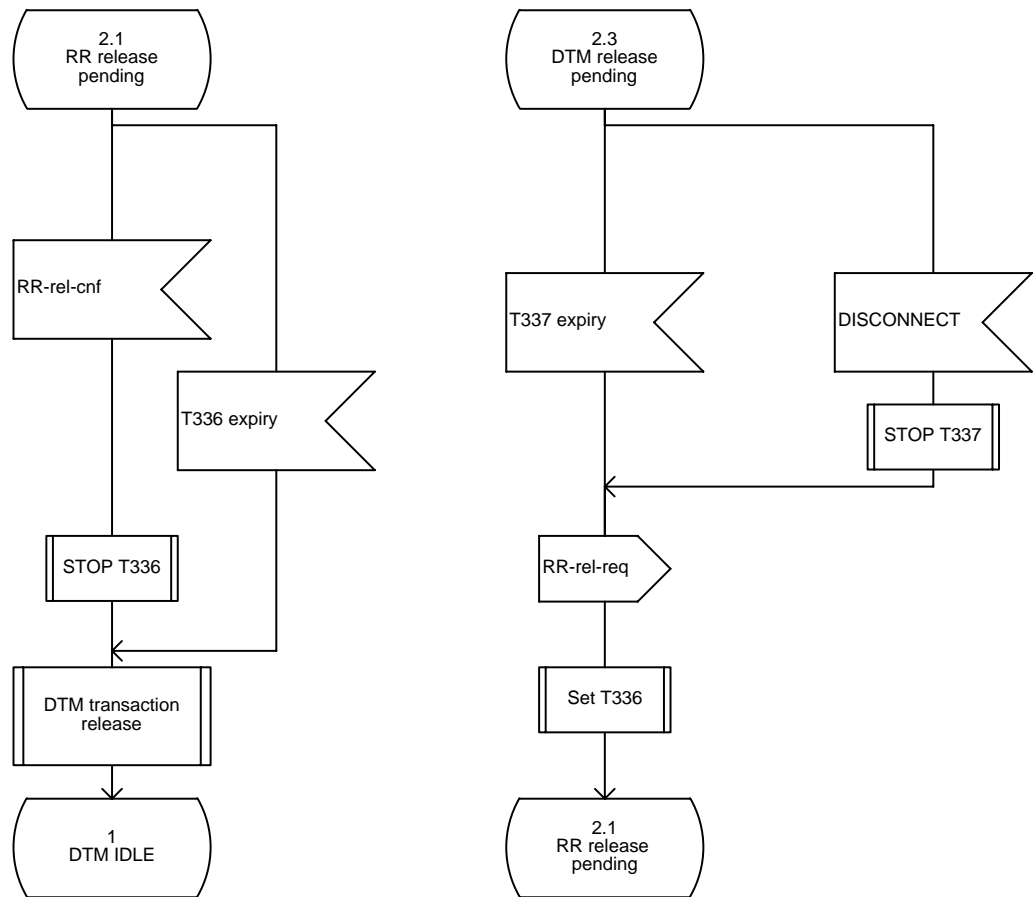 2.1
RR release
pending
RR-rel-cnf
T336 expiry
STOP T336
DTM transaction
release
1
DTM IDLE
2.3
DTM release
pending
T337 expiry
DISCONNECT
STOP T337
RR-rel-req
Set T336
2.1
RR release
pending